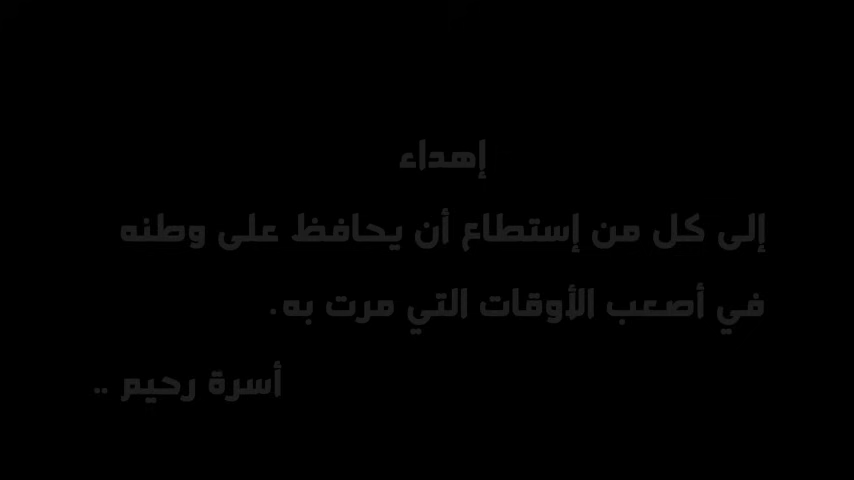 إهداء
إلى كل من إستطاع أن يحافظ على وطنه
في أصعب الأوقات التي مرت به.
أسرة رحيم ..